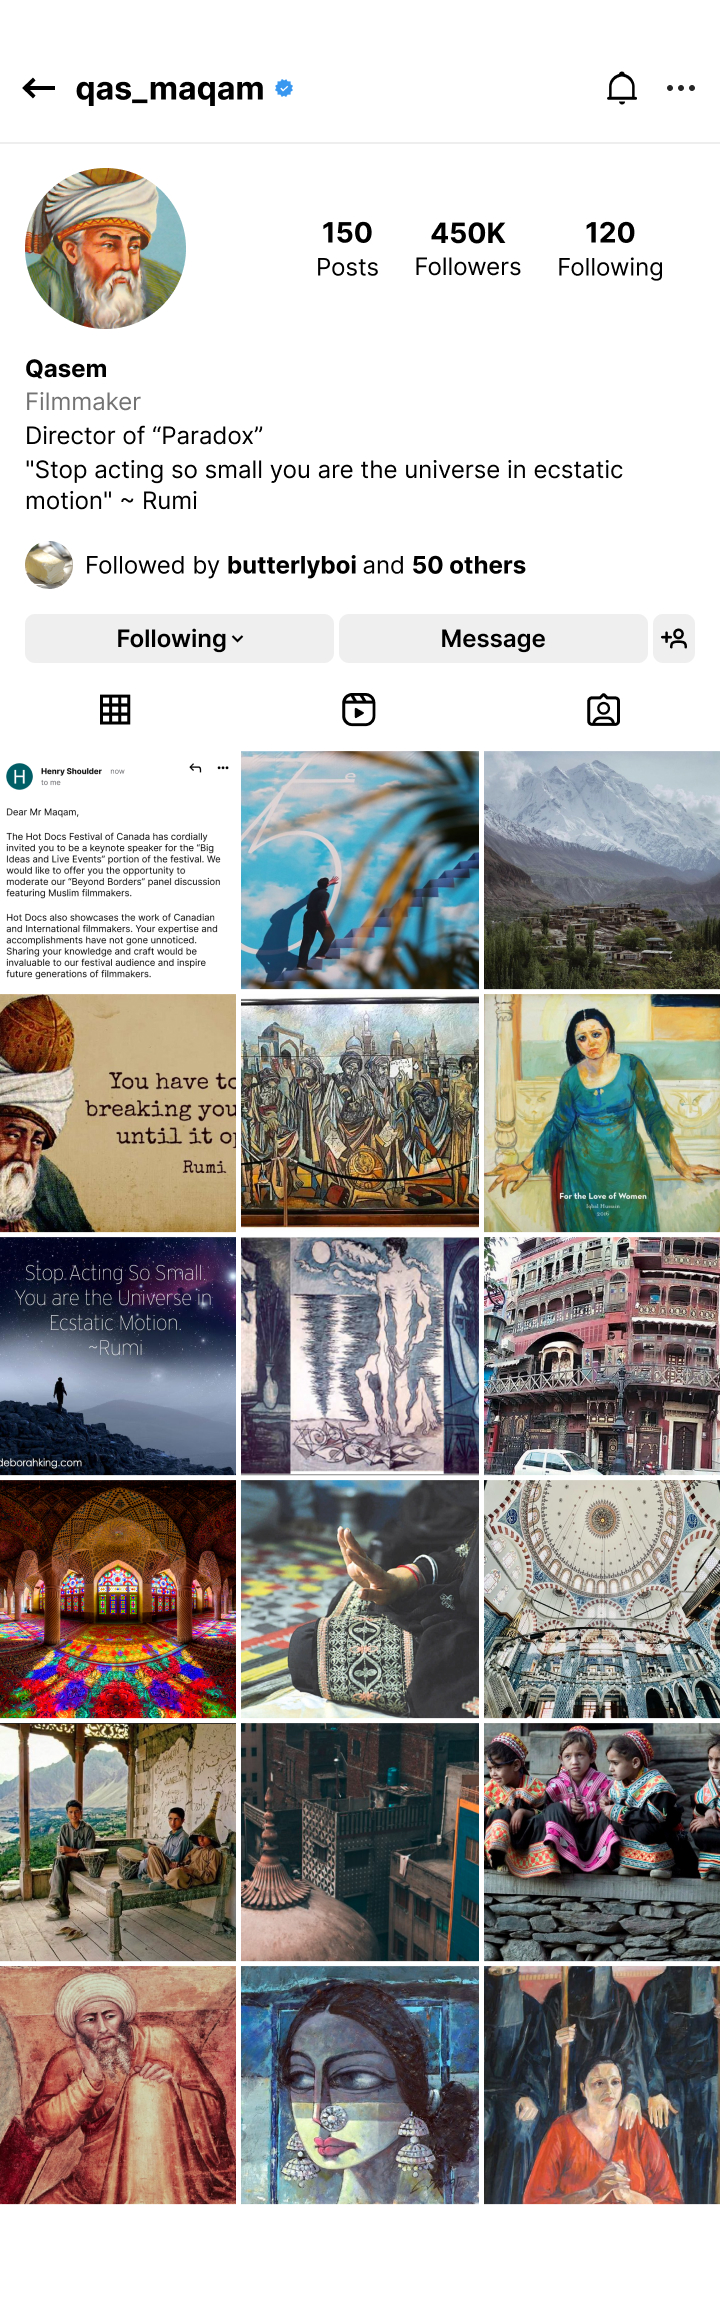 qas_maqam
150 450K 120
Posts Followers Following
Qasem
Filmmaker
Director of “Paradox”
"Stop acting so small you are the universe in ecstatic
motion" ~ Rumi
Followed by butterlyboi and 50 others
Following Message
H Henry Shoulder now
to me
Dear Mr Maqam,
The Hot Docs Festival of Canada has cordially
invited you to be a keynote speaker for the “Big
Ideas and Live Events” portion of the festival. We
would like to offer you the opportunity to
moderate our “Beyond Borders” panel discussion
featuring Muslim filmmakers.
Hot Docs also showcases the work of Canadian
and International filmmakers. Your expertise and
accomplishments have not gone unnoticed.
Sharing your knowledge and craft would be
invaluable to our festival audience and inspire
future generations of filmmakers.
You have to
breaking you
until it o
Rumi
For the Love of Women
Iqbal Hussain
2016
Stop Acting So Small.
You are the Universe in
Ecstatic Motion.
~Rumi
deborahking.com